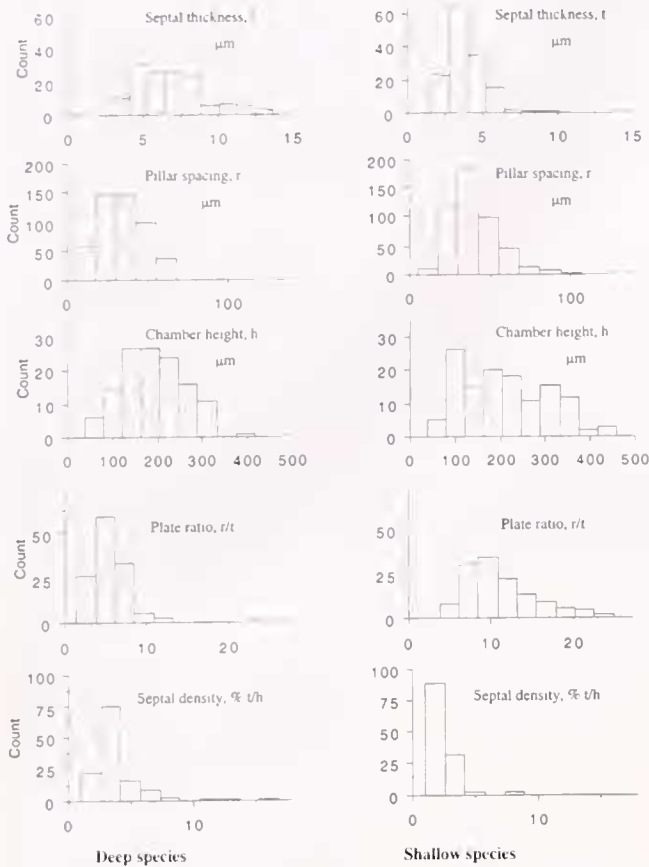 Septal thickness,
µm
Count
60
40
20
0
0 5 10 15
Septal thickness, t
µm
60
40
20
0
0 5 10 15
Pillar spacing, r
µm
Count
200
150
100
50
0
0 100
Pillar spacing, r
µm
200
150
100
50
0
0 100
Chamber height, h
µm
Count
30
20
10
0
0 100 200 300 400 500
Chamber height, h
µm
30
20
10
0
0 100 200 300 400 500
Plate ratio, r/t
Count
50
25
0
0 10 20
Plate ratio, r/t
50
25
0
0 10 20
Septal density, % t/h
Count
100
75
50
25
0
0 10
Septal density, % t/h
100
75
50
25
0
0 10
Deep species
Shallow species